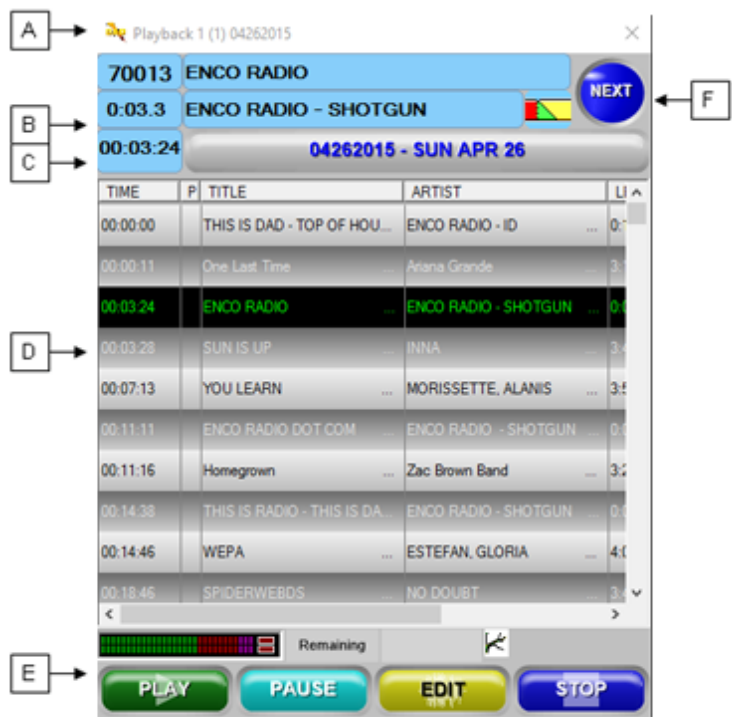 A
Playback 1 (1) 04262015
70013 ENCO RADIO
NEXT
F
B
0:03.3 ENCO RADIO - SHOTGUN
C
00:03:24 04262015 - SUN APR 26
TIME P TITLE ARTIST
00:00:00 THIS IS DAD - TOP OF HOU... ENCO RADIO - ID ...
00:00:11 One Last Time ... Ariana Grande ...
00:03:24 ENCO RADIO ... ENCO RADIO - SHOTGUN ...
D
00:03:28 SUN IS UP ... INNA ...
00:07:13 YOU LEARN ... MORISSETTE, ALANIS ...
00:11:11 ENCO RADIO DOT COM ... ENCO RADIO - SHOTGUN ...
00:11:16 Homegrown ... Zac Brown Band ...
00:14:38 THIS IS RADIO - THIS IS DA... ENCO RADIO - SHOTGUN ...
00:14:46 WEPA ... ESTEFAN, GLORIA ...
00:18:46 SPIDERWEBDS ... NO DOUBT ...
Remaining
E
PLAY PAUSE EDIT STOP